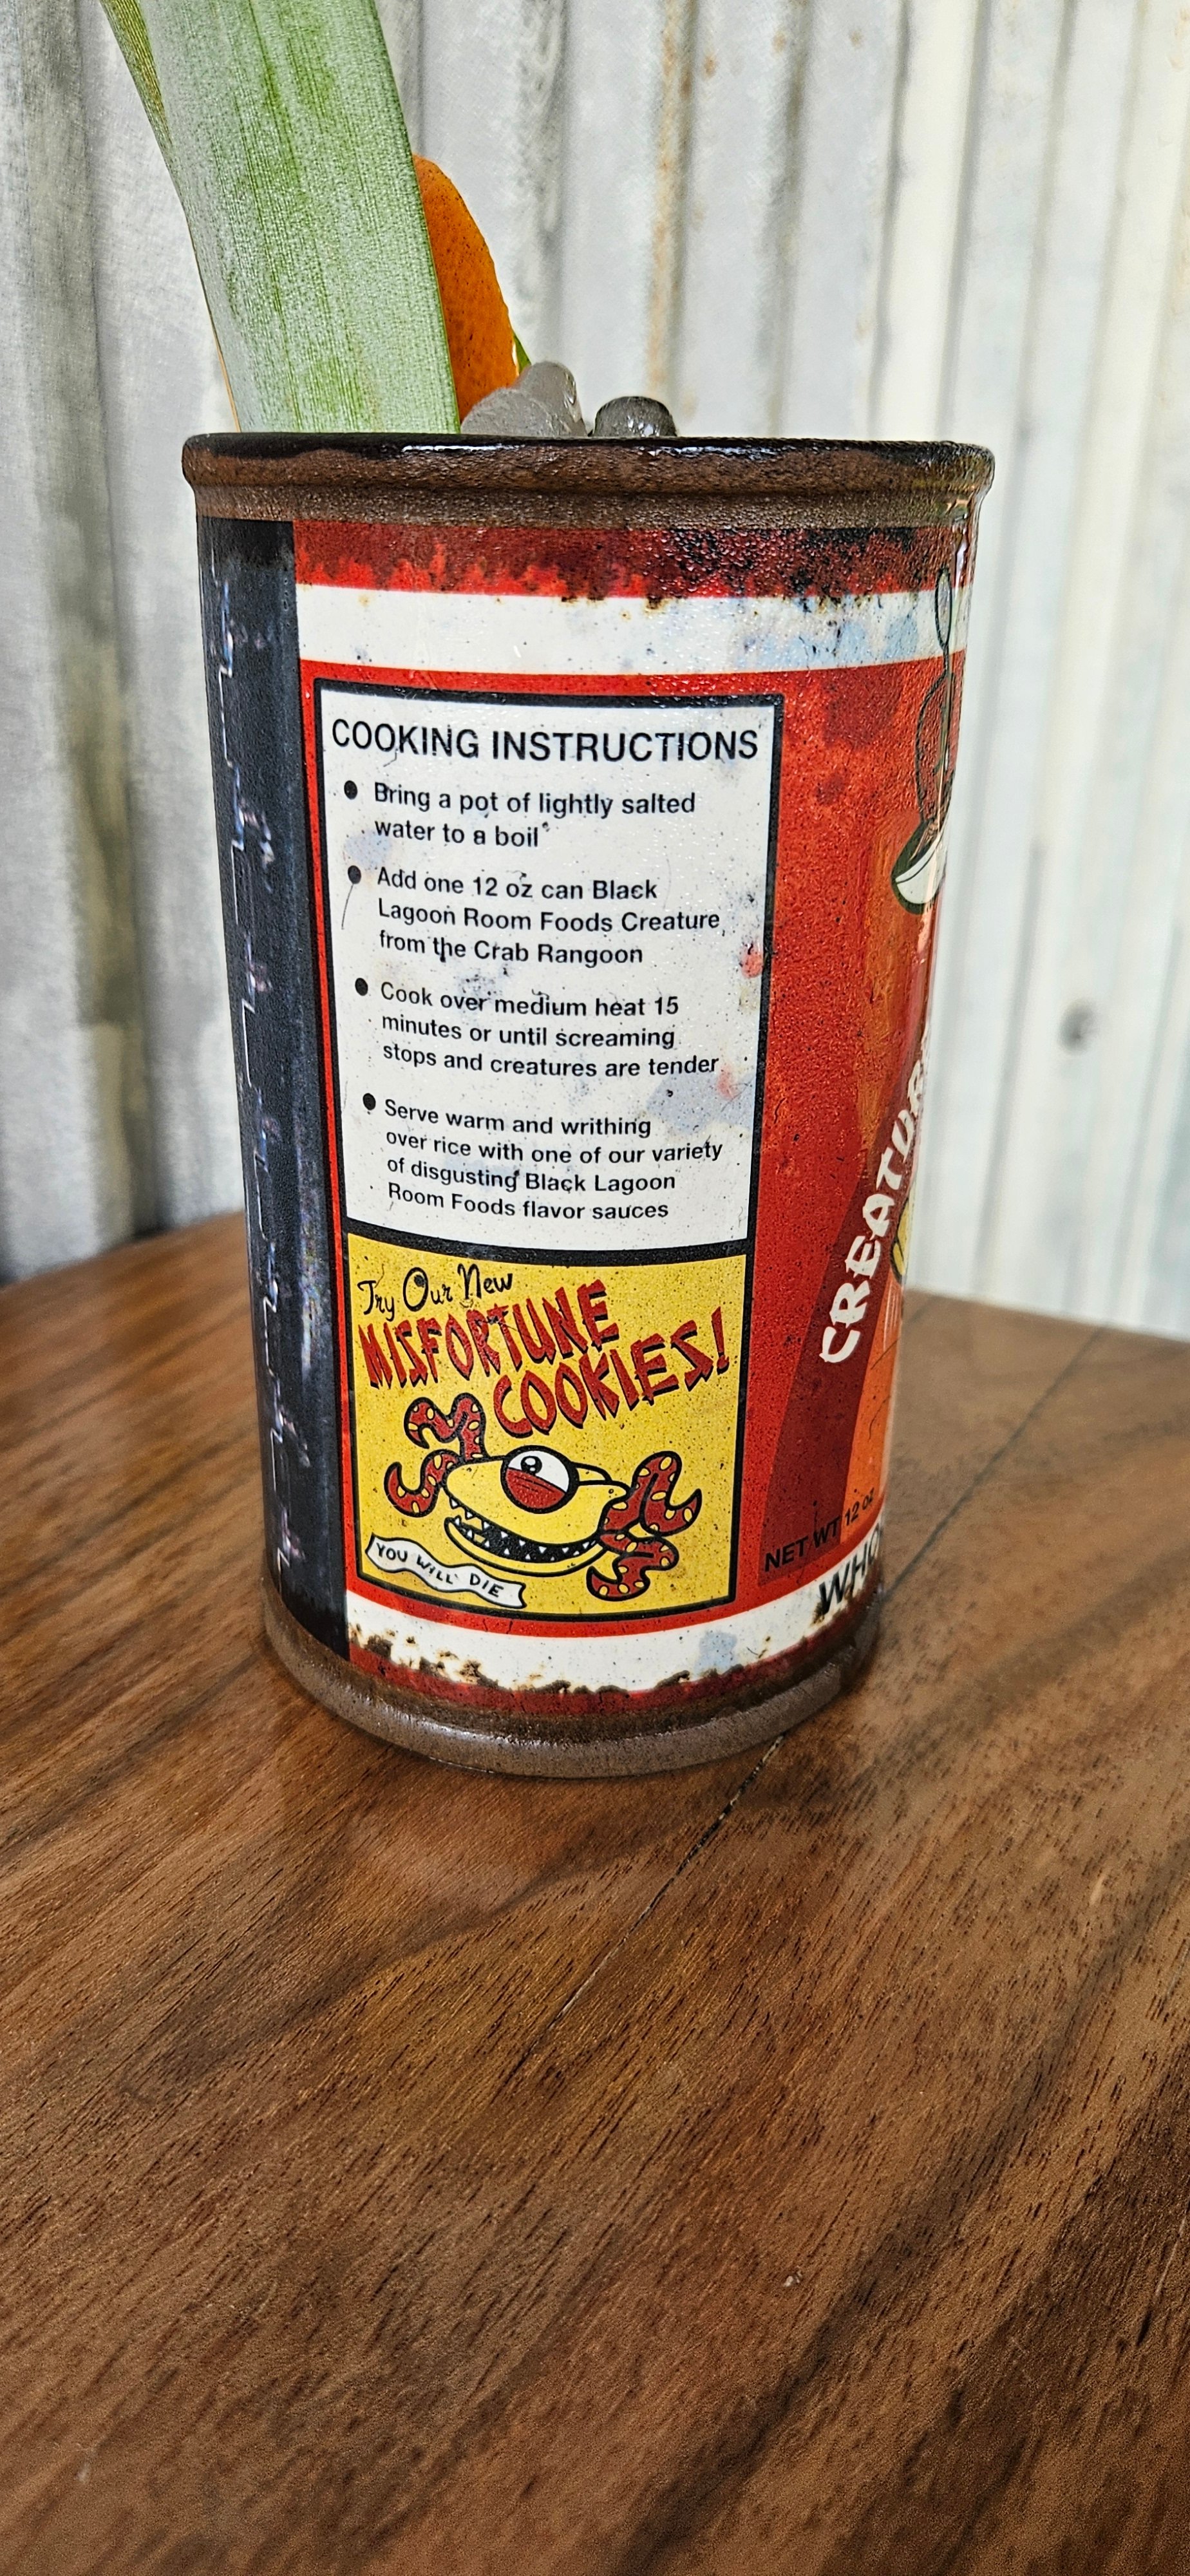 COOKING INSTRUCTIONS
● Bring a pot of lightly salted
water to a boil
● Add one 12 oz can Black
Lagoon Room Foods Creature
from the Crab Rangoon
● Cook over medium heat 15
minutes or until screaming
stops and creatures are tender
● Serve warm and writhing
over rice with one of our variety
of disgusting Black Lagoon
Room Foods flavor sauces
Try Our New
MISFORTUNE
COOKIES!
YOU WILL DIE
NET WT 12 oz